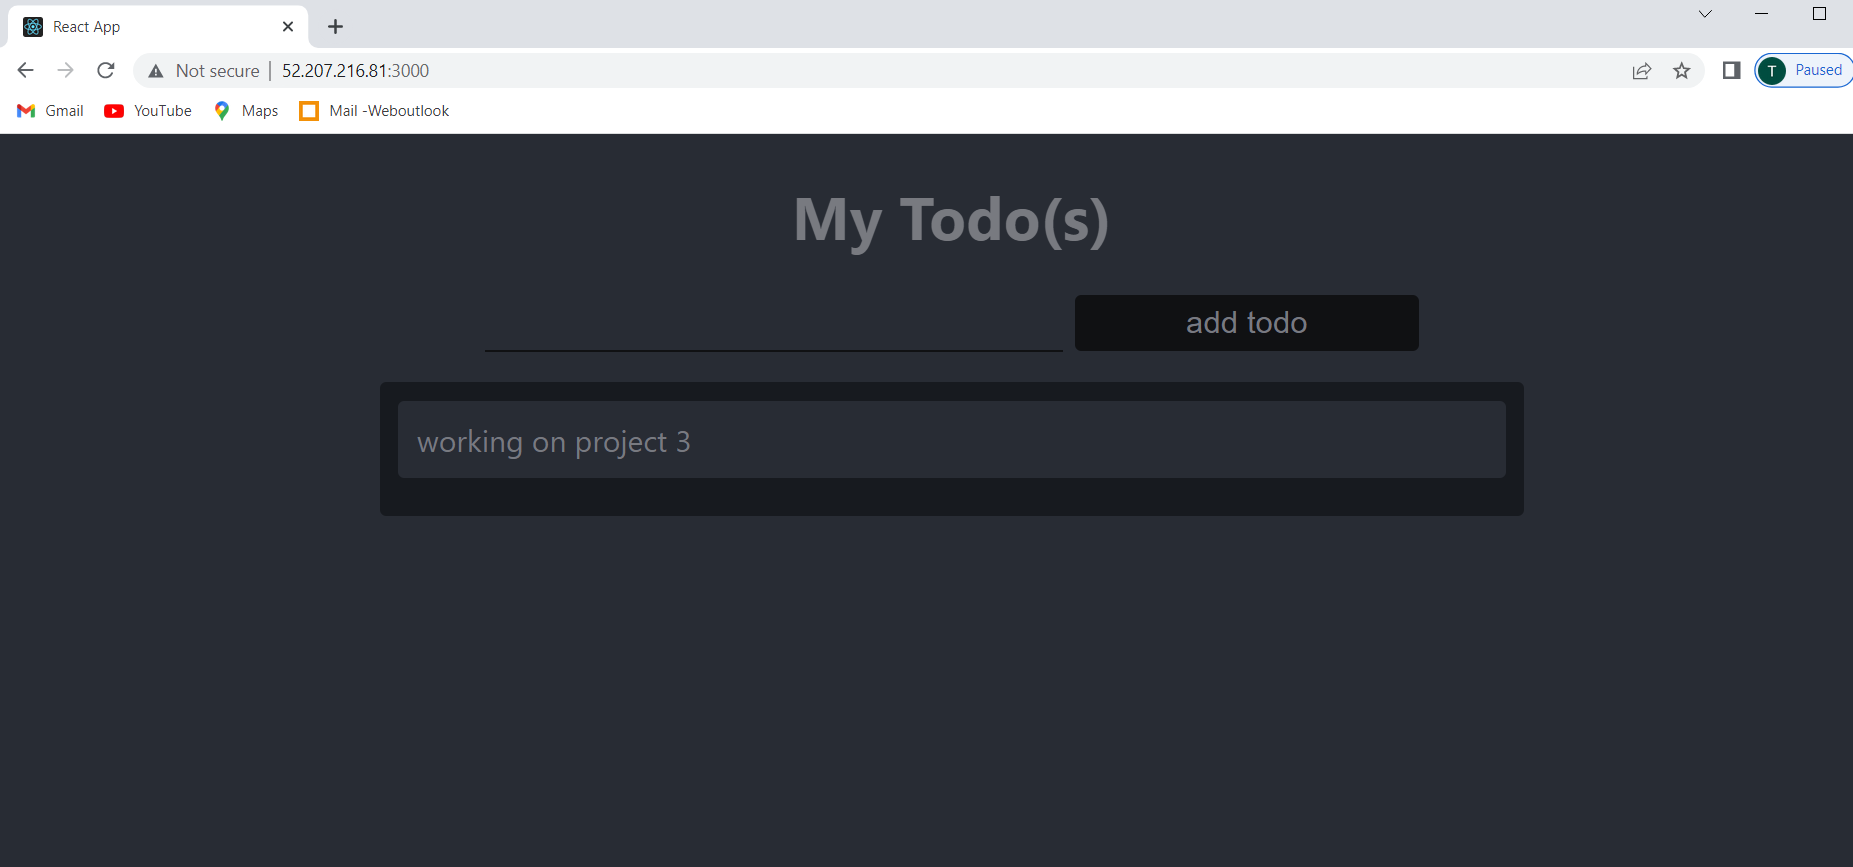 React App
Not secure | 52.207.216.81:3000
T Paused
Gmail YouTube Maps Mail -Weboutlook
My Todo(s)
add todo
working on project 3